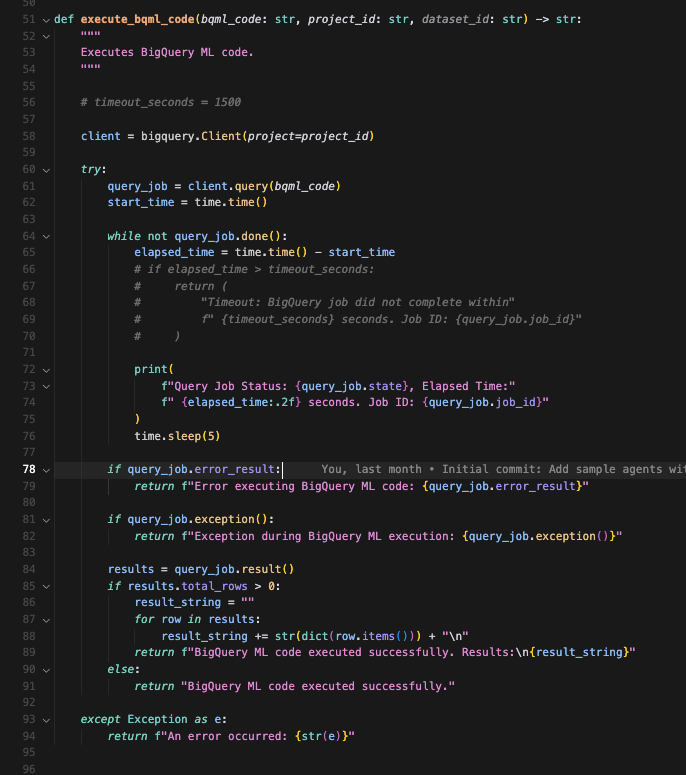 50
51 def execute_bqml_code(bqml_code: str, project_id: str, dataset_id: str) -> str:
52     """
53     Executes BigQuery ML code.
54     """
55
56     # timeout_seconds = 1500
57
58     client = bigquery.Client(project=project_id)
59
60     try:
61         query_job = client.query(bqml_code)
62         start_time = time.time()
63
64         while not query_job.done():
65             elapsed_time = time.time() - start_time
66             # if elapsed_time > timeout_seconds:
67             #     return (
68             #         "Timeout: BigQuery job did not complete within"
69             #         f" {timeout_seconds} seconds. Job ID: {query_job.job_id}"
70             #     )
71
72             print(
73                 f"Query Job Status: {query_job.state}, Elapsed Time:"
74                 f" {elapsed_time:.2f} seconds. Job ID: {query_job.job_id}"
75             )
76             time.sleep(5)
77
78         if query_job.error_result:     You, last month • Initial commit: Add sample agents wit
79             return f"Error executing BigQuery ML code: {query_job.error_result}"
80
81         if query_job.exception():
82             return f"Exception during BigQuery ML execution: {query_job.exception()}"
83
84         results = query_job.result()
85         if results.total_rows > 0:
86             result_string = ""
87             for row in results:
88                 result_string += str(dict(row.items())) + "\n"
89             return f"BigQuery ML code executed successfully. Results:\n{result_string}"
90         else:
91             return "BigQuery ML code executed successfully."
92
93     except Exception as e:
94         return f"An error occurred: {str(e)}"
95
96